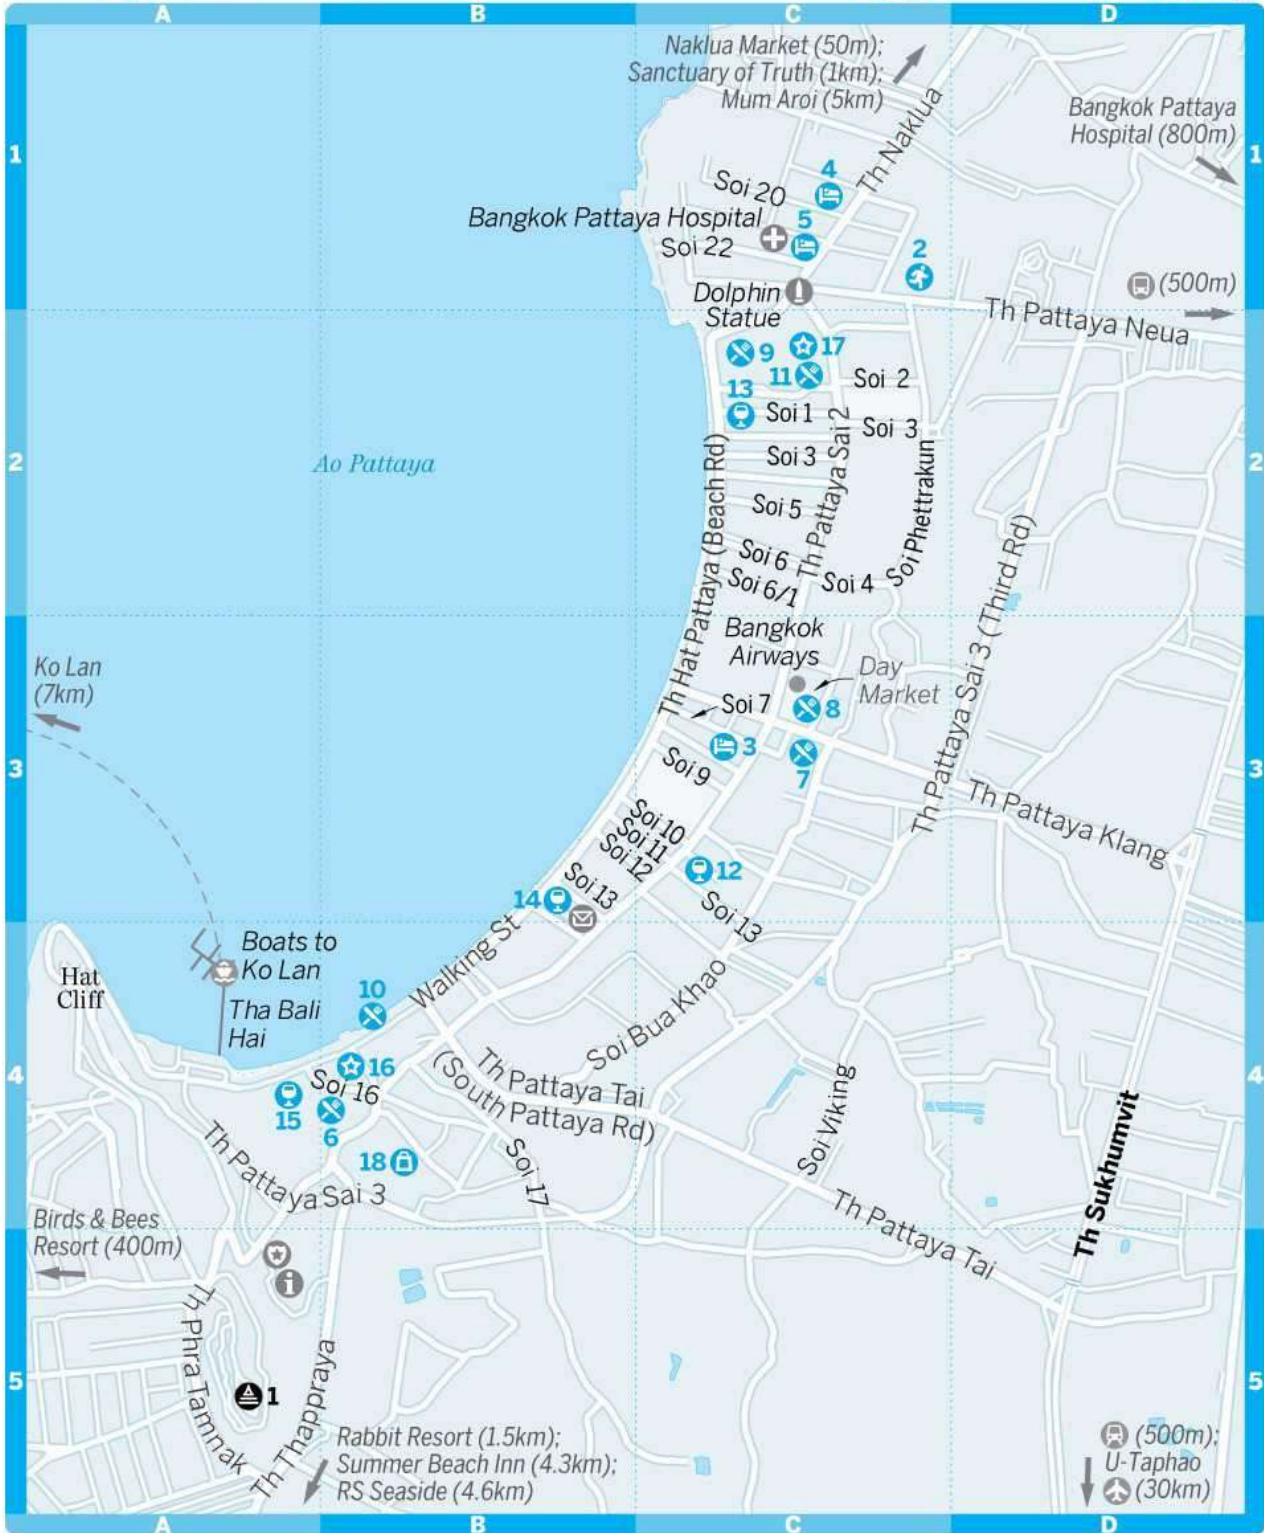 A
B
C
D
Naklua Market (50m);
Sanctuary of Truth (1km);
Mum Aroi (5km)
Bangkok Pattaya
Hospital (800m)
1
1
Th Naklua
4
Soi 20
Bangkok Pattaya Hospital
5
Soi 22
2
Dolphin
Statue
(500m)
Th Pattaya Neua
9
17
11
Soi 2
13
Soi 1
Soi 3
2
2
Ao Pattaya
Soi 3
Th Pattaya Sai 2
Soi Phettrakun
Soi 5
Th Hat Pattaya (Beach Rd)
Soi 6
Soi 6/1
Soi 4
Th Pattaya Sai 3 (Third Rd)
Bangkok
Airways
Day
Market
Ko Lan
(7km)
Soi 7
8
3
3
3
7
Soi 9
Th Pattaya Klang
Soi 10
Soi 11
Soi 12
12
Soi 13
14
Soi 13
Walking St
Boats to
Ko Lan
Hat
Cliff
Tha Bali
Hai
10
Soi Bua Khao
4
4
16
Soi 16
Th Pattaya Tai
(South Pattaya Rd)
15
6
Soi Viking
Th Sukhumvit
18
Soi 17
Th Pattaya Sai 3
Th Pattaya Tai
Birds & Bees
Resort (400m)
i
Th Phra Tamnak
Th Thappraya
5
5
1
Rabbit Resort (1.5km);
Summer Beach Inn (4.3km);
RS Seaside (4.6km)
(500m);
U-Taphao
(30km)
A
B
C
D